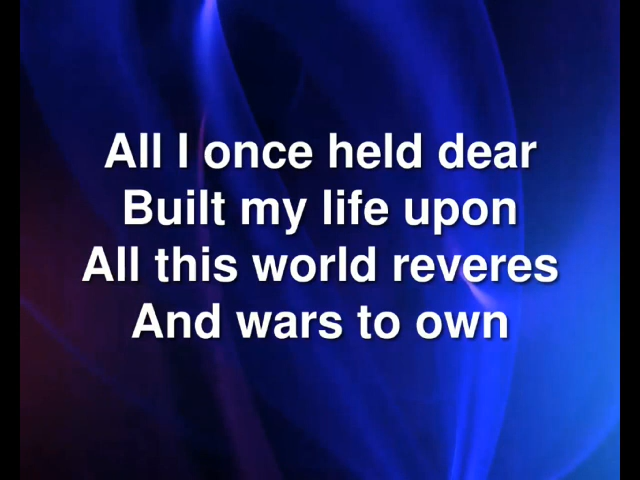 All I once held dear
Built my life upon
All this world reveres
And wars to own